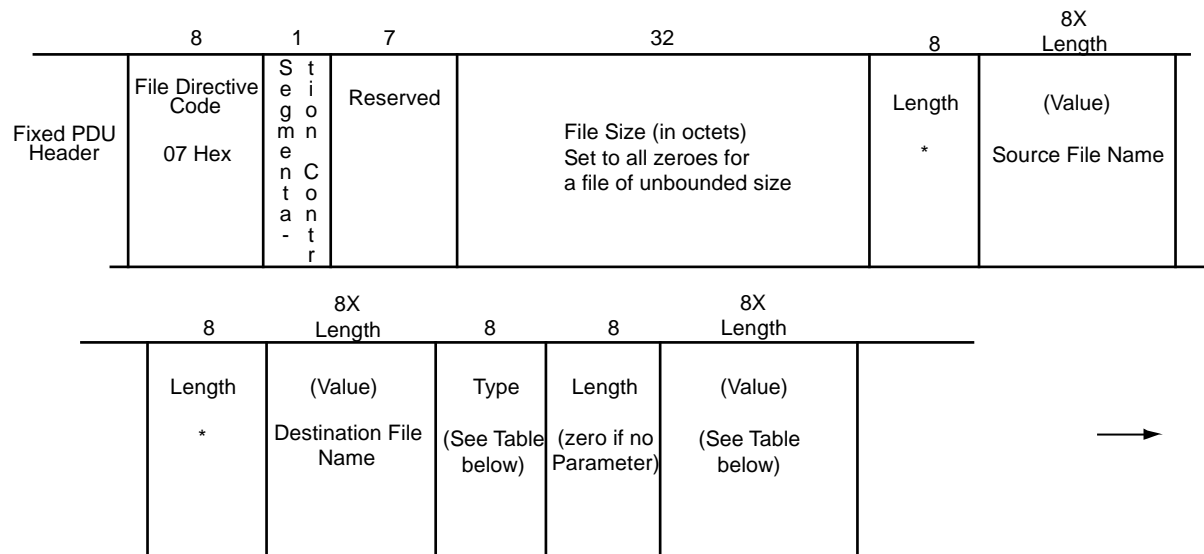 8X
8 1 7 32 8 Length
Fixed PDU
Header
File Directive
Code
07 Hex
Segmenta-
tion Contr
Reserved
File Size (in octets)
Set to all zeroes for
a file of unbounded size
Length
*
(Value)
Source File Name
8X 8X
8 Length 8 8 Length
Length
*
(Value)
Destination File
Name
Type
(See Table
below)
Length
(zero if no
Parameter)
(Value)
(See Table
below)